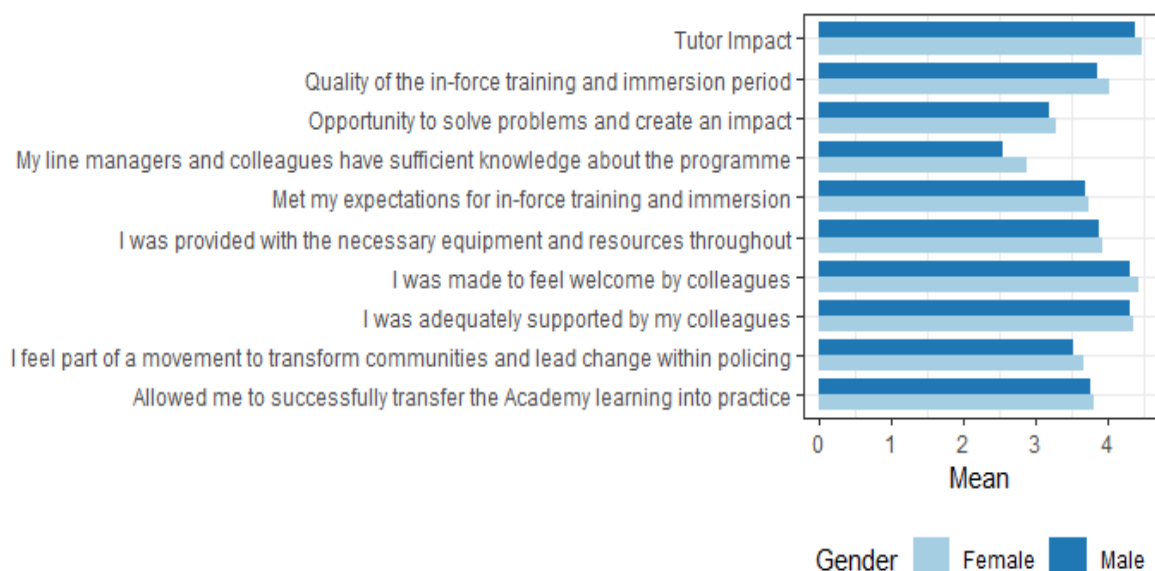 Tutor Impact
Quality of the in-force training and immersion period
Opportunity to solve problems and create an impact
My line managers and colleagues have sufficient knowledge about the programme
Met my expectations for in-force training and immersion
I was provided with the necessary equipment and resources throughout
I was made to feel welcome by colleagues
I was adequately supported by my colleagues
I feel part of a movement to transform communities and lead change within policing
Allowed me to successfully transfer the Academy learning into practice
0 1 2 3 4
Mean
Gender Female Male